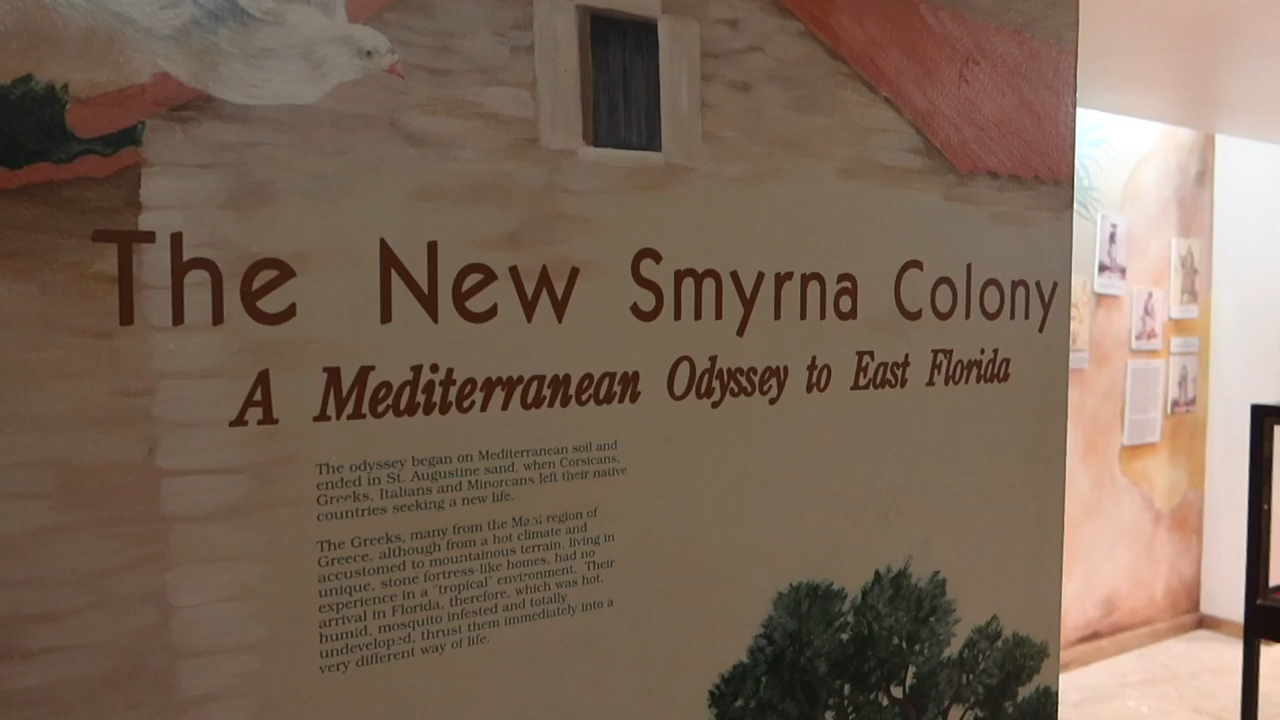 The New Smyrna Colony
A Mediterranean Odyssey to East Florida
The odyssey began on Mediterranean soil and
ended in St. Augustine sand, when Corsicans,
Greeks, Italians and Minorcans left their native
countries seeking a new life.
The Greeks, many from the Mani region of
Greece, although from a hot climate and
accustomed to mountainous terrain, living in
unique, stone fortress-like homes, had no
experience in a "tropical" environment. Their
arrival in Florida, therefore, which was hot,
humid, mosquito infested and totally
undeveloped, thrust them immediately into a
very different way of life.